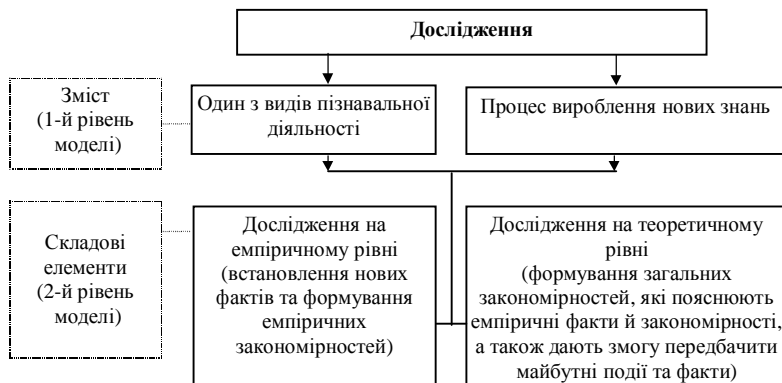 Дослідження
Зміст
(1-й рівень
моделі)
Один з видів пізнавальної
діяльності
Процес вироблення нових знань
Складові
елементи
(2-й рівень
моделі)
Дослідження на
емпіричному рівні
(встановлення нових
фактів та формування
емпіричних
закономірностей)
Дослідження на теоретичному
рівні
(формування загальних
закономірностей, які пояснюють
емпіричні факти й закономірності,
а також дають змогу передбачити
майбутні події та факти)